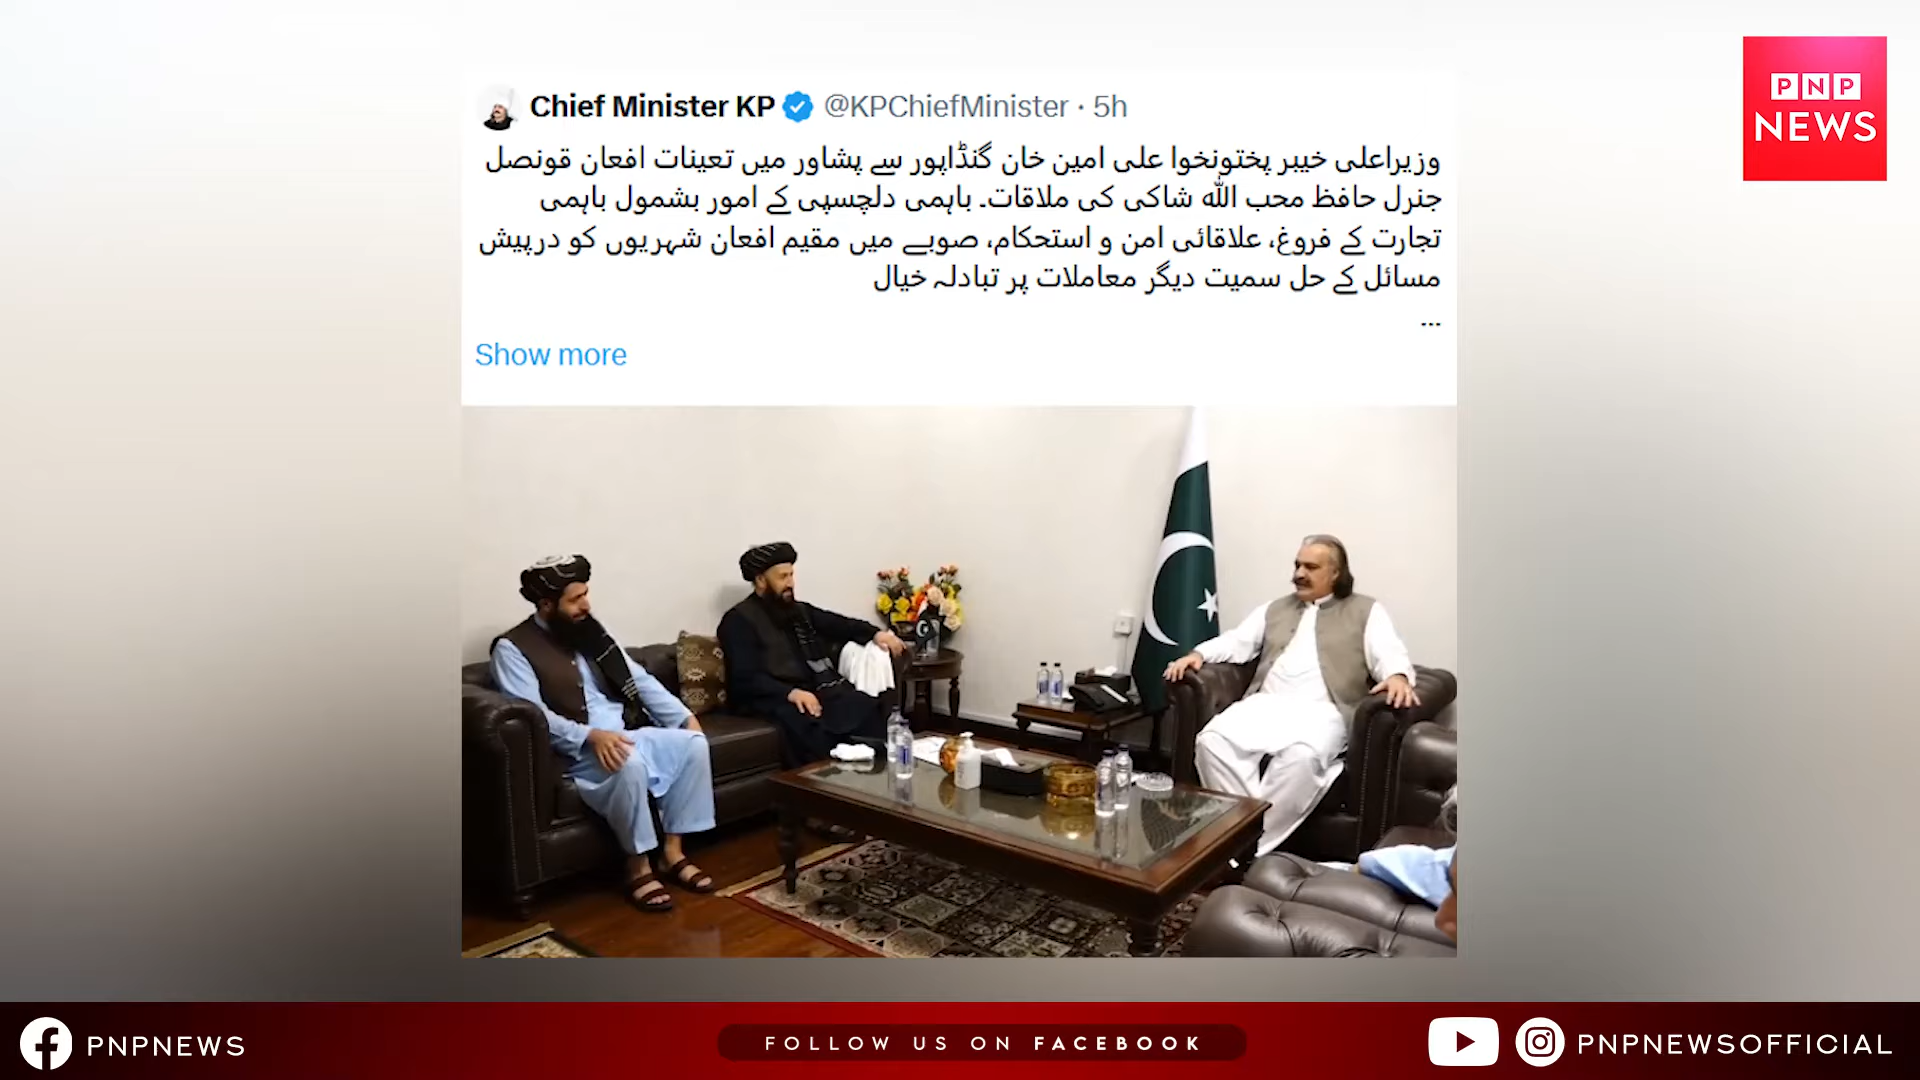 PNP
NEWS
Chief Minister KP @KPChiefMinister · 5h
وزیراعلی خیبر پختونخوا علی امین خان گنڈاپور سے پشاور میں تعینات افغان قونصل
جنرل حافظ محب اللہ شاکی کی ملاقات۔ باہمی دلچسپی کے امور بشمول باہمی
تجارت کے فروغ، علاقائی امن و استحکام، صوبے میں مقیم افغان شہریوں کو درپیش
مسائل کے حل سمیت دیگر معاملات پر تبادلہ خیال
...
Show more
PNPNEWS
FOLLOW US ON FACEBOOK
PNPNEWSOFFICIAL